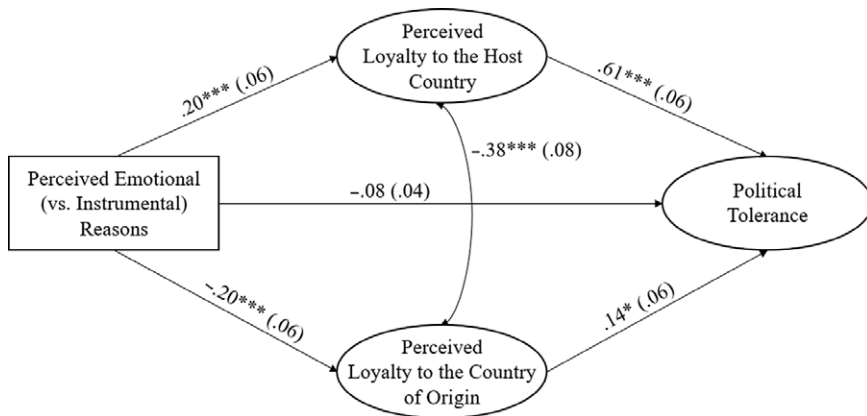 Perceived
Loyalty to the Host
Country
.20*** (.06)
.61*** (.06)
–.38*** (.08)
Perceived Emotional
(vs. Instrumental)
Reasons
–.08 (.04)
Political
Tolerance
–.20*** (.06)
.14* (.06)
Perceived
Loyalty to the Country
of Origin